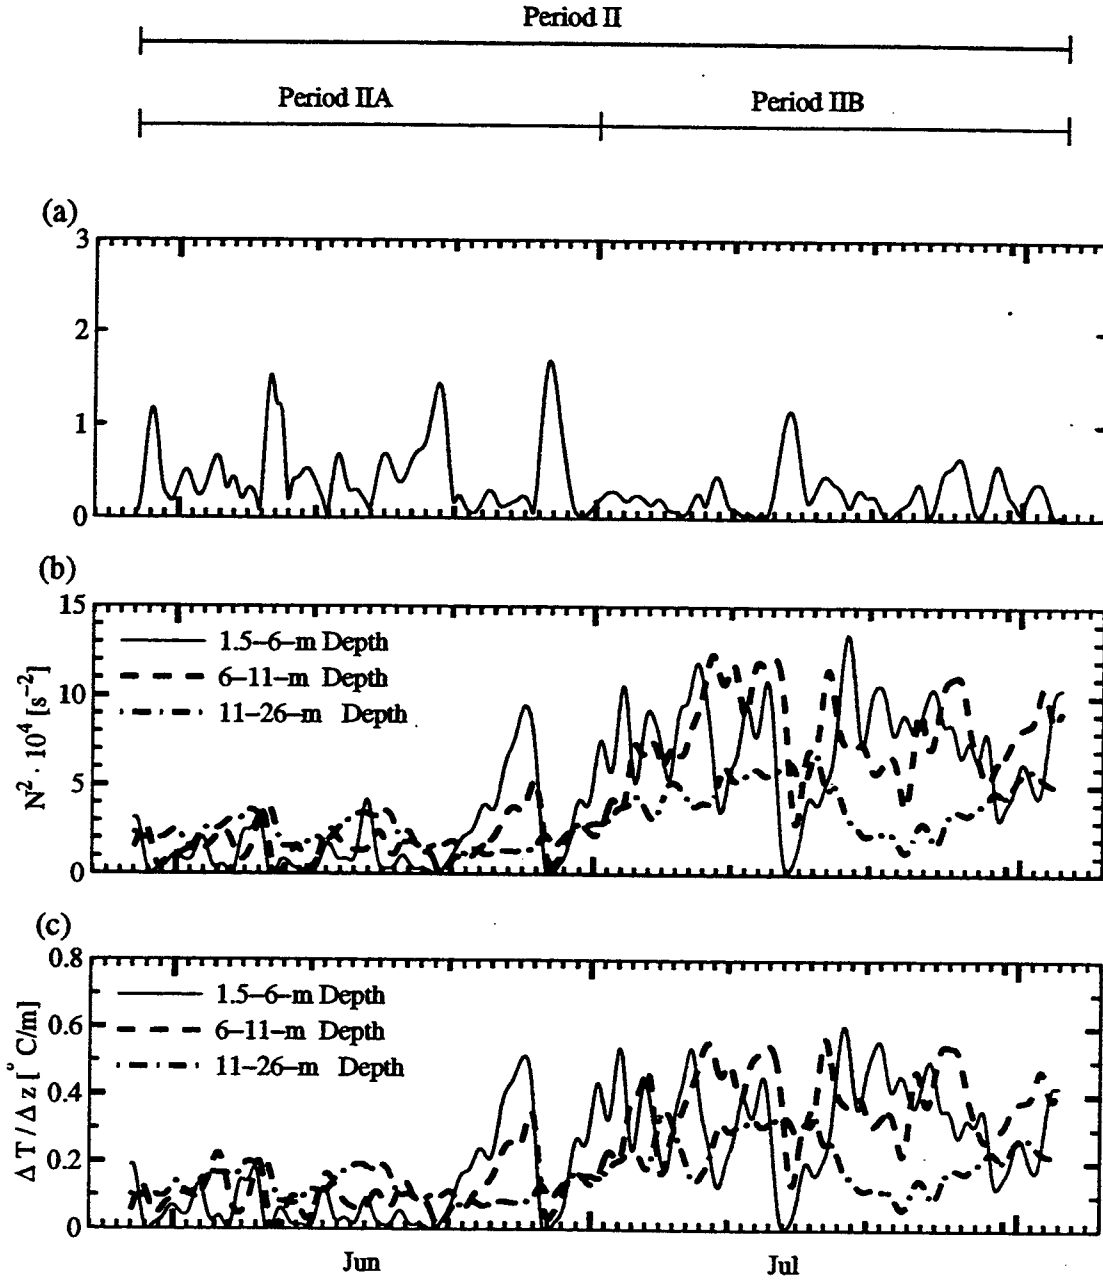 Period II
Period IIA Period IIB
(a)
3
2
1
0
(b)
15
10
5
0
N² · 10⁴ [s⁻²]
1.5–6–m Depth
6–11–m Depth
11–26–m Depth
(c)
0.8
0.6
0.4
0.2
0
Δ T / Δ z [° C/m]
1.5–6–m Depth
6–11–m Depth
11–26–m Depth
Jun Jul